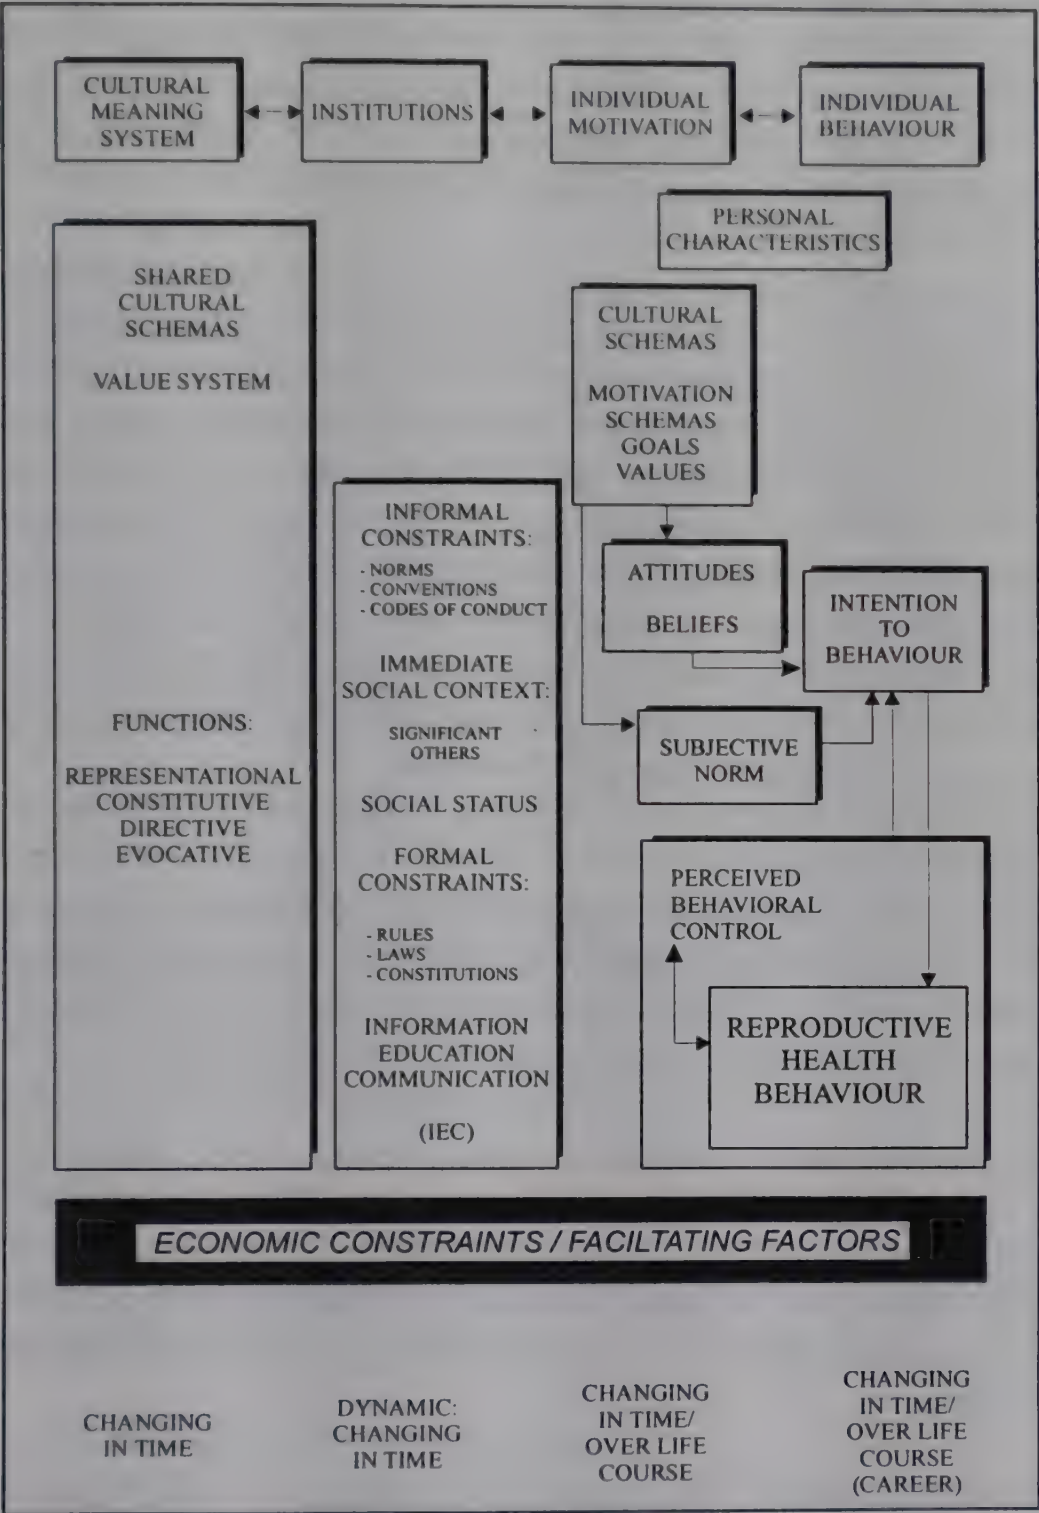 CULTURAL
MEANING
SYSTEM
INSTITUTIONS
INDIVIDUAL
MOTIVATION
INDIVIDUAL
BEHAVIOUR
PERSONAL
CHARACTERISTICS
SHARED
CULTURAL
SCHEMAS
VALUE SYSTEM
FUNCTIONS:
REPRESENTATIONAL
CONSTITUTIVE
DIRECTIVE
EVOCATIVE
INFORMAL
CONSTRAINTS:
- NORMS
- CONVENTIONS
- CODES OF CONDUCT
IMMEDIATE
SOCIAL CONTEXT:
SIGNIFICANT
OTHERS
SOCIAL STATUS
FORMAL
CONSTRAINTS:
- RULES
- LAWS
- CONSTITUTIONS
INFORMATION
EDUCATION
COMMUNICATION
(IEC)
CULTURAL
SCHEMAS
MOTIVATION
SCHEMAS
GOALS
VALUES
ATTITUDES
BELIEFS
INTENTION
TO
BEHAVIOUR
SUBJECTIVE
NORM
PERCEIVED
BEHAVIORAL
CONTROL
REPRODUCTIVE
HEALTH
BEHAVIOUR
ECONOMIC CONSTRAINTS / FACILTATING FACTORS
CHANGING
IN TIME
DYNAMIC:
CHANGING
IN TIME
CHANGING
IN TIME/
OVER LIFE
COURSE
CHANGING
IN TIME/
OVER LIFE
COURSE
(CAREER)